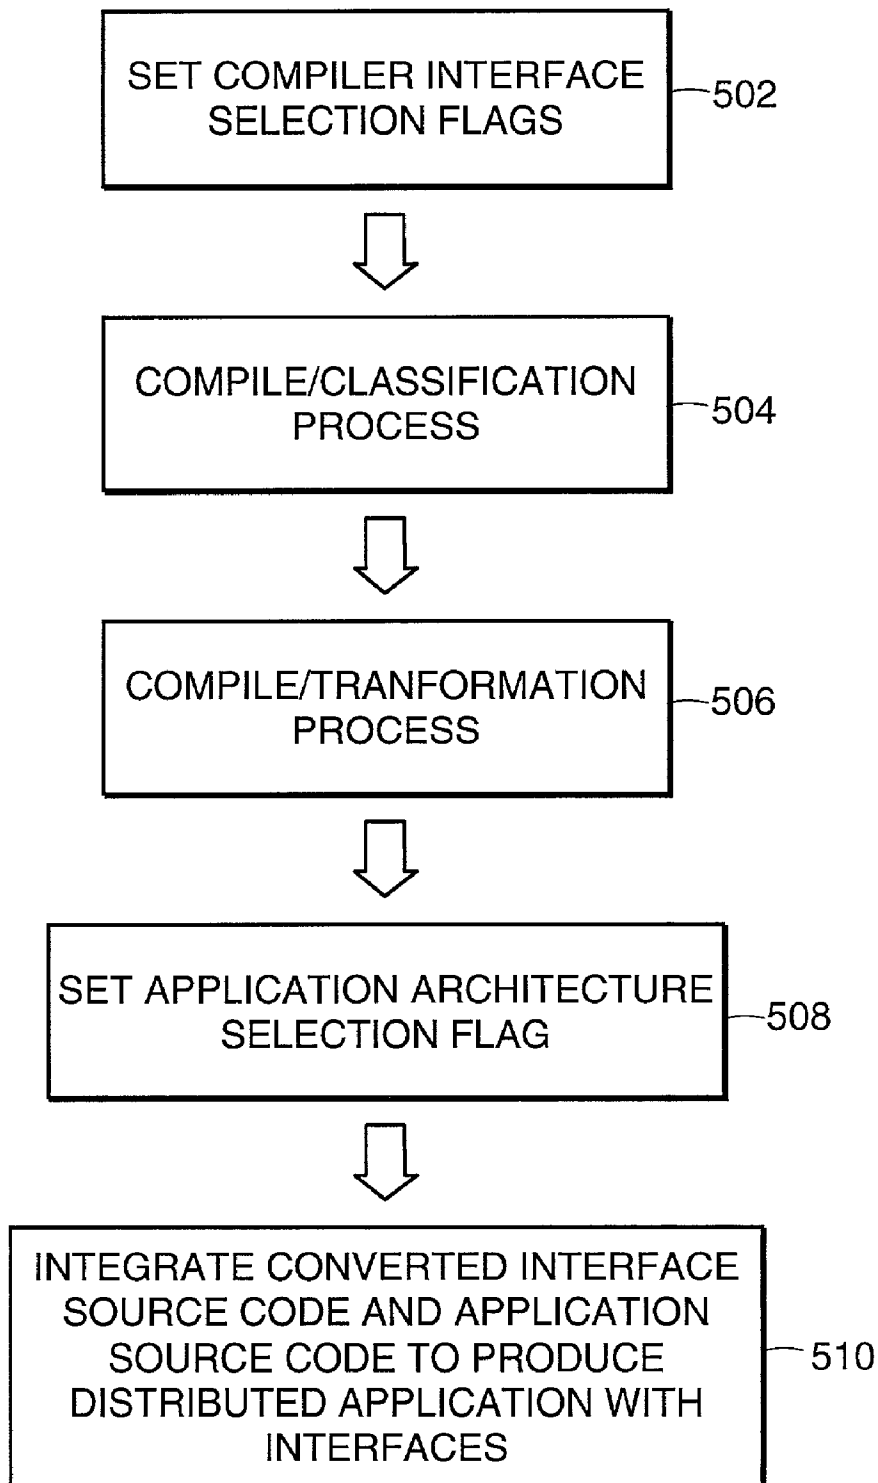 SET COMPILER INTERFACE
SELECTION FLAGS
502
COMPILE/CLASSIFICATION
PROCESS
504
COMPILE/TRANFORMATION
PROCESS
506
SET APPLICATION ARCHITECTURE
SELECTION FLAG
508
INTEGRATE CONVERTED INTERFACE
SOURCE CODE AND APPLICATION
SOURCE CODE TO PRODUCE
DISTRIBUTED APPLICATION WITH
INTERFACES
510